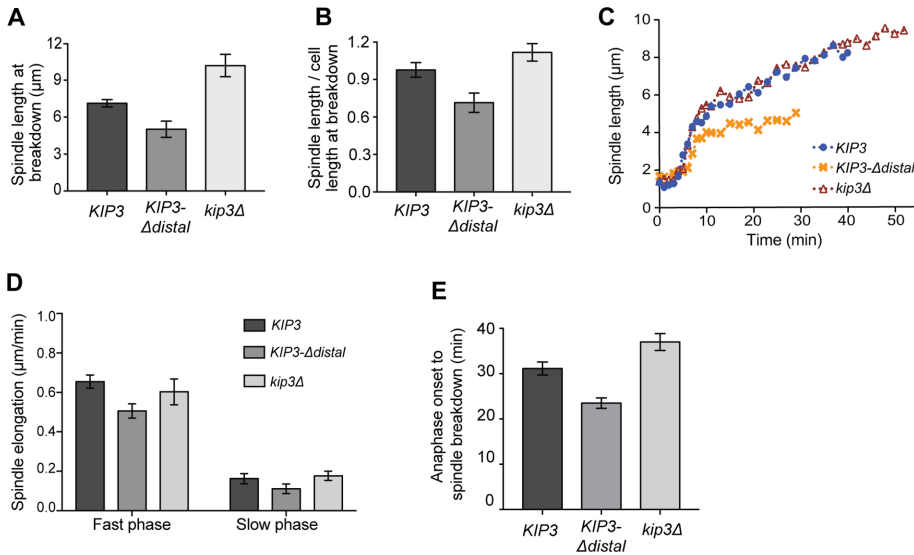 A
Spindle length at
breakdown (μm)
12
9
6
3
0
KIP3
KIP3-
Δdistal
kip3Δ
B
Spindle length / cell
length at breakdown
1.2
0.9
0.6
0.3
0
KIP3
KIP3-
Δdistal
kip3Δ
C
Spindle length (μm)
10
8
6
4
2
0
0
10
20
30
40
50
Time (min)
KIP3
KIP3-Δdistal
kip3Δ
D
Spindle elongation (μm/min)
1.0
0.8
0.6
0.4
0.2
0.0
Fast phase
Slow phase
KIP3
KIP3-Δdistal
kip3Δ
E
Anaphase onset to
spindle breakdown (min)
40
30
20
10
0
KIP3
KIP3-
Δdistal
kip3Δ